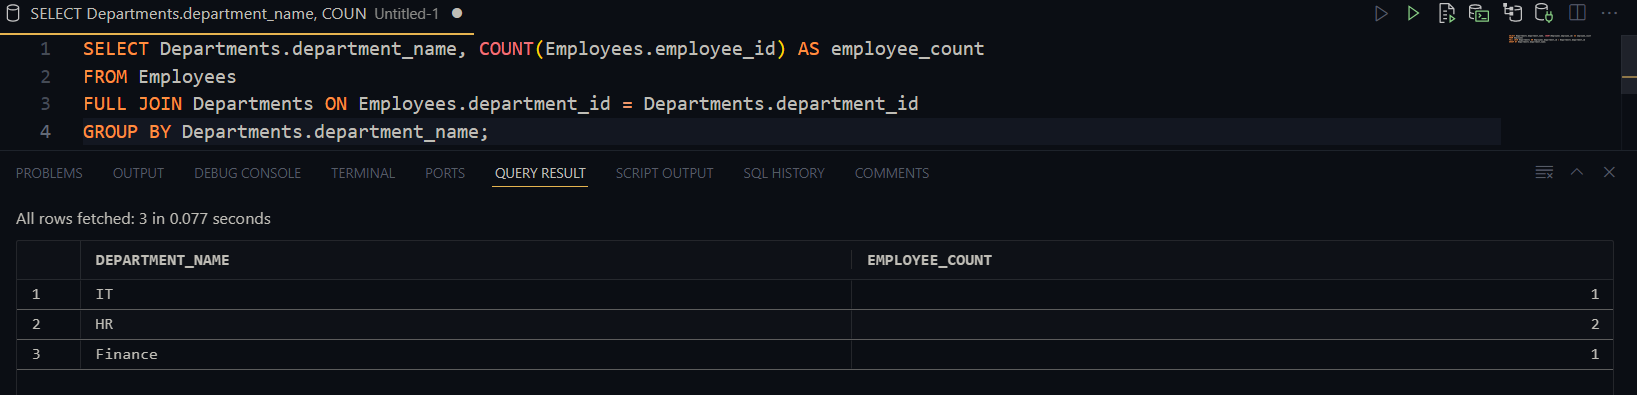 SELECT Departments.department_name, COUN Untitled-1
1 SELECT Departments.department_name, COUNT(Employees.employee_id) AS employee_count
2 FROM Employees
3 FULL JOIN Departments ON Employees.department_id = Departments.department_id
4 GROUP BY Departments.department_name;
PROBLEMS OUTPUT DEBUG CONSOLE TERMINAL PORTS QUERY RESULT SCRIPT OUTPUT SQL HISTORY COMMENTS
All rows fetched: 3 in 0.077 seconds
DEPARTMENT_NAME EMPLOYEE_COUNT
1 IT 1
2 HR 2
3 Finance 1